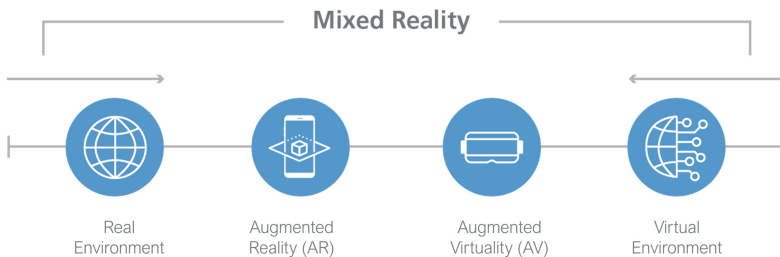 Mixed Reality
Real
Environment
Augmented
Reality (AR)
Augmented
Virtuality (AV)
Virtual
Environment